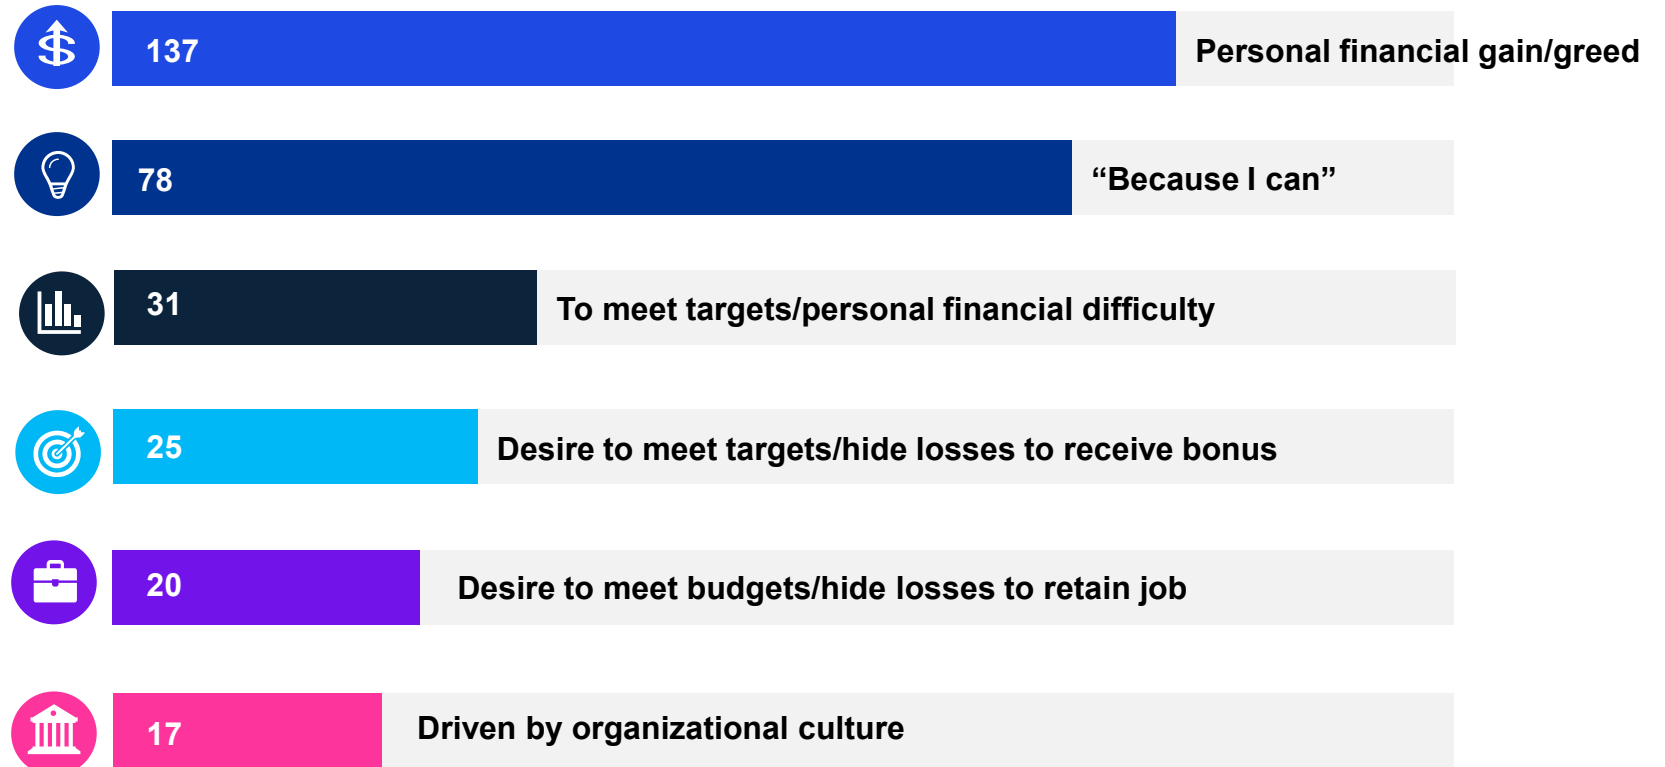 137 Personal financial gain/greed
78 “Because I can”
31 To meet targets/personal financial difficulty
25 Desire to meet targets/hide losses to receive bonus
20 Desire to meet budgets/hide losses to retain job
17 Driven by organizational culture